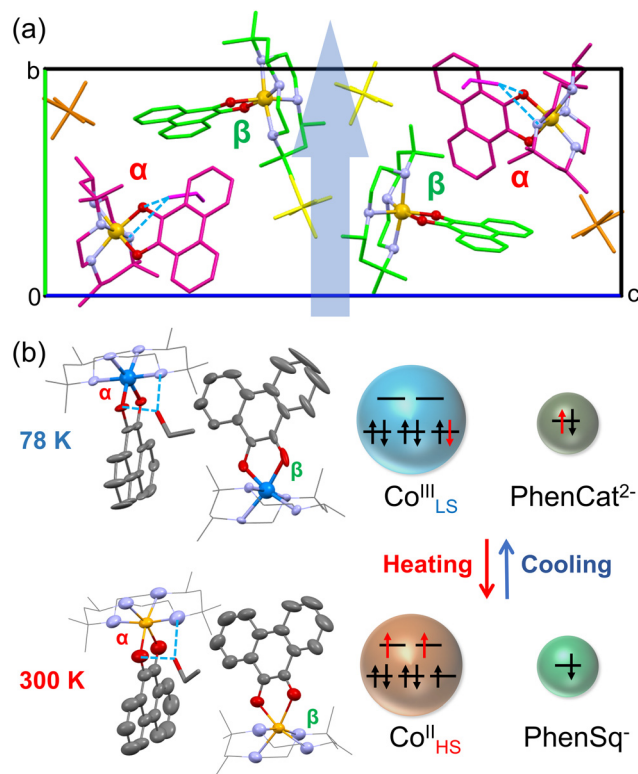 (a)
b
β
α
β
α
0
c
(b)
α
78 K
β
Co^III_LS PhenCat^2-
Heating Cooling
α
300 K
β
Co^II_HS PhenSq^-